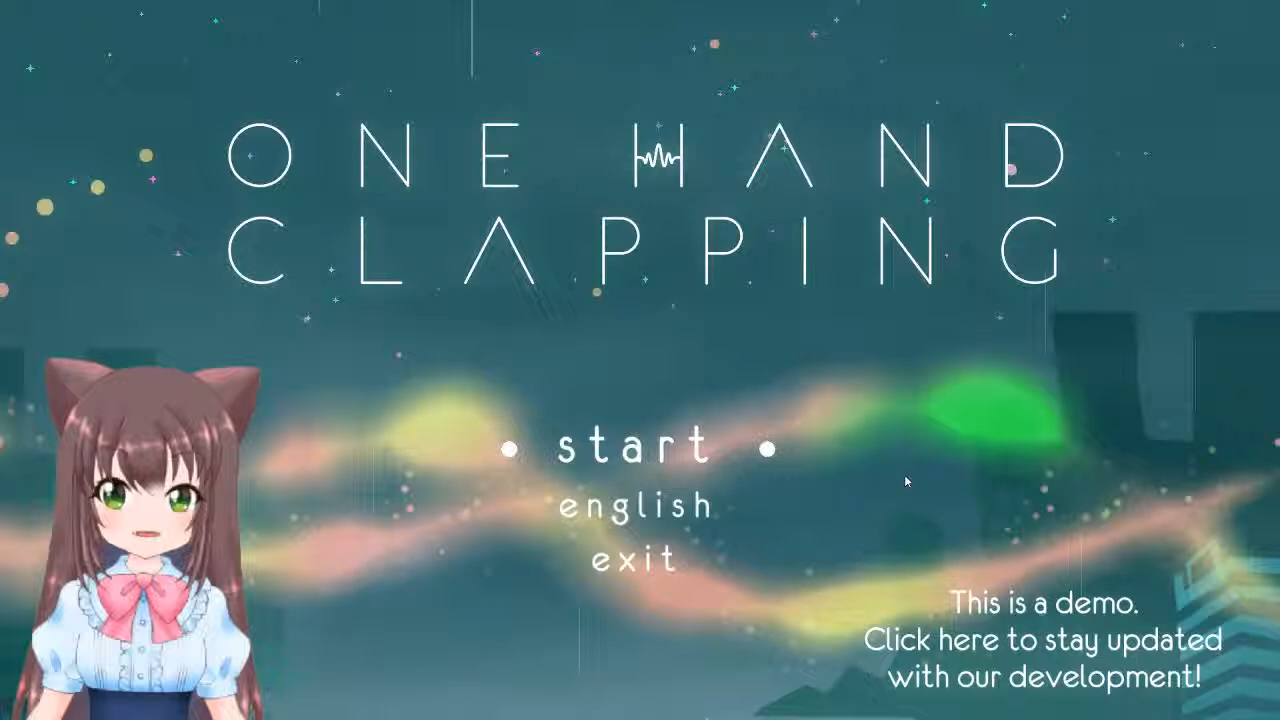 ONE HAND
CLAPPING
start
english
exit
This is a demo.
Click here to stay updated
with our development!